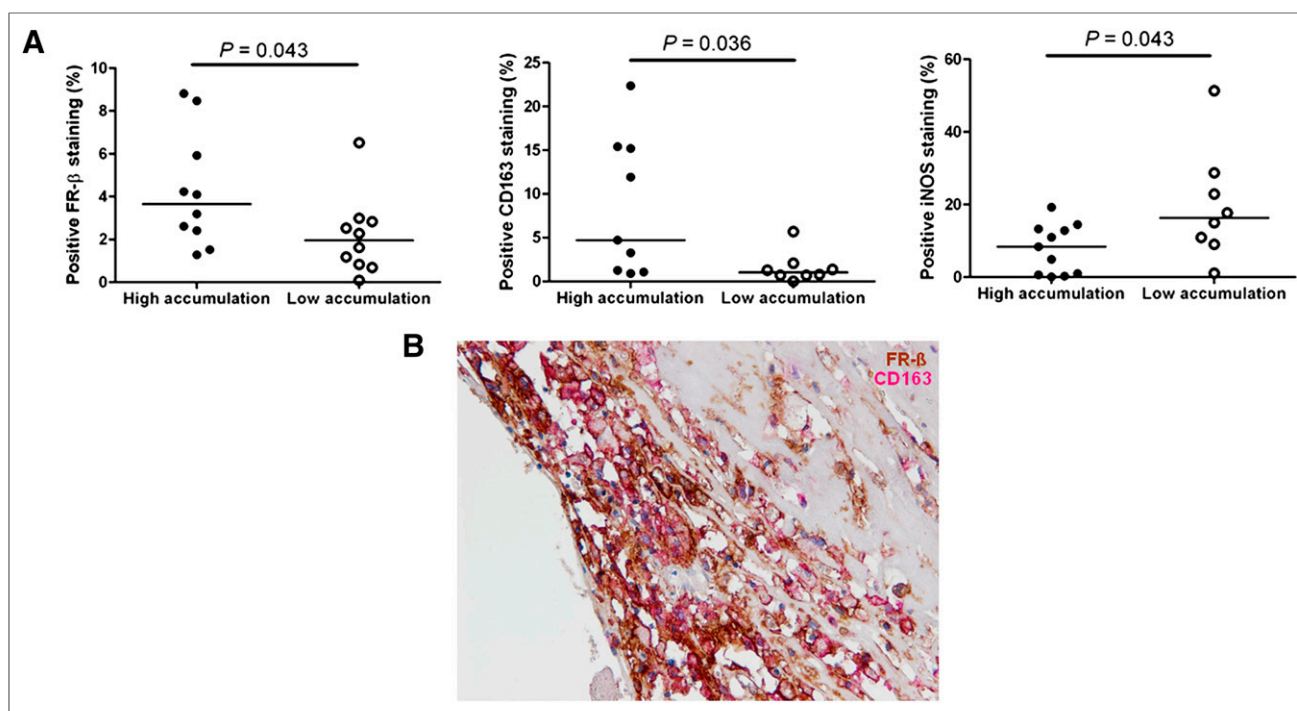 A
P = 0.043
Positive FR-β staining (%)
10
8
6
4
2
0
High accumulation Low accumulation
P = 0.036
Positive CD163 staining (%)
25
20
15
10
5
0
High accumulation Low accumulation
P = 0.043
Positive iNOS staining (%)
60
40
20
0
High accumulation Low accumulation
B
FR-ß
CD163